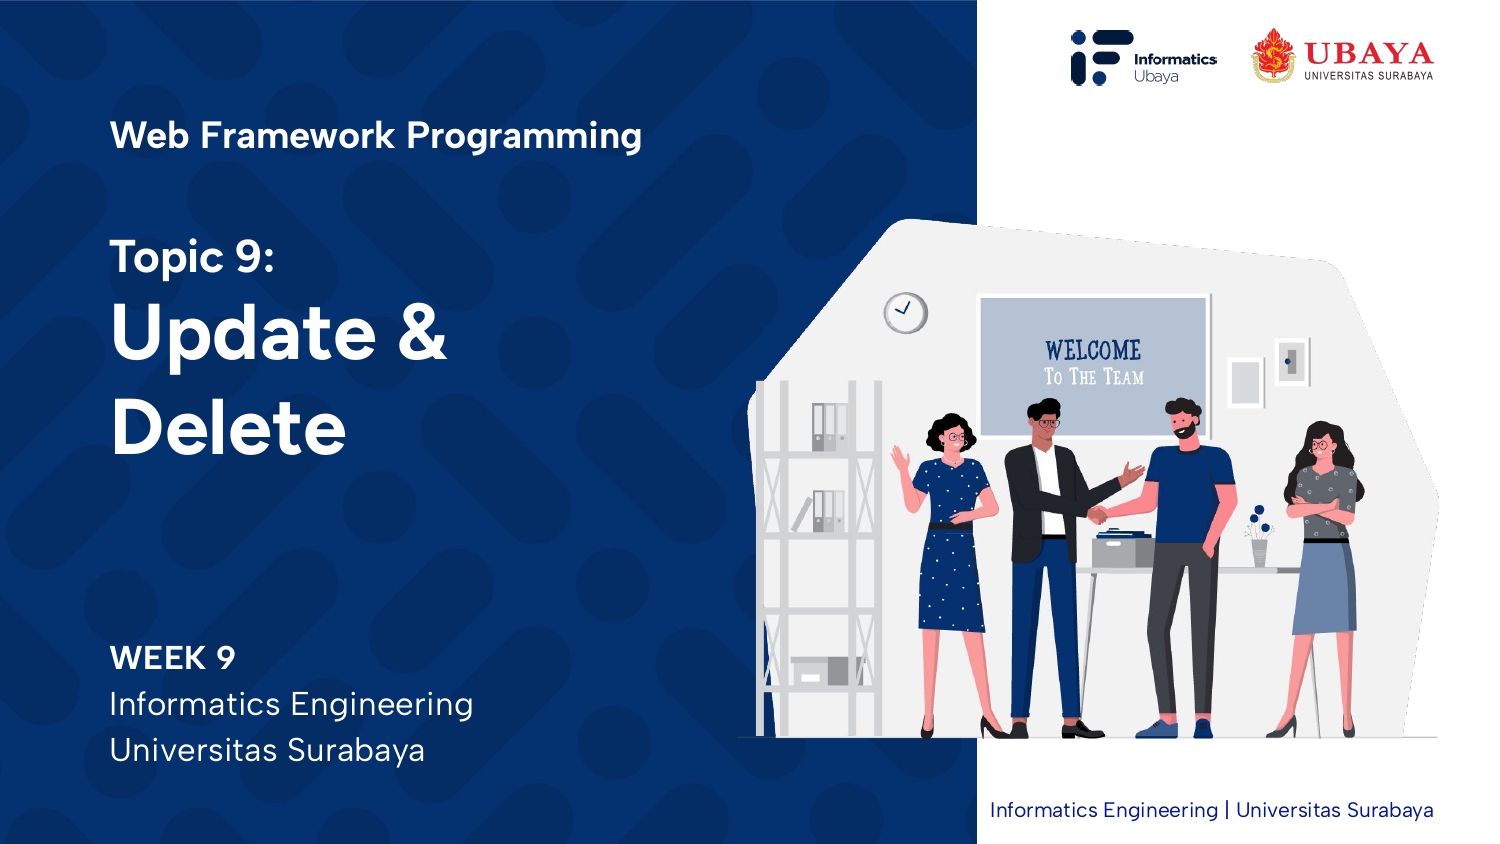 Informatics
Ubaya
UBAYA
UNIVERSITAS SURABAYA
Web Framework Programming
Topic 9:
Update &
Delete
WELCOME
To The Team
WEEK 9
Informatics Engineering
Universitas Surabaya
Informatics Engineering | Universitas Surabaya